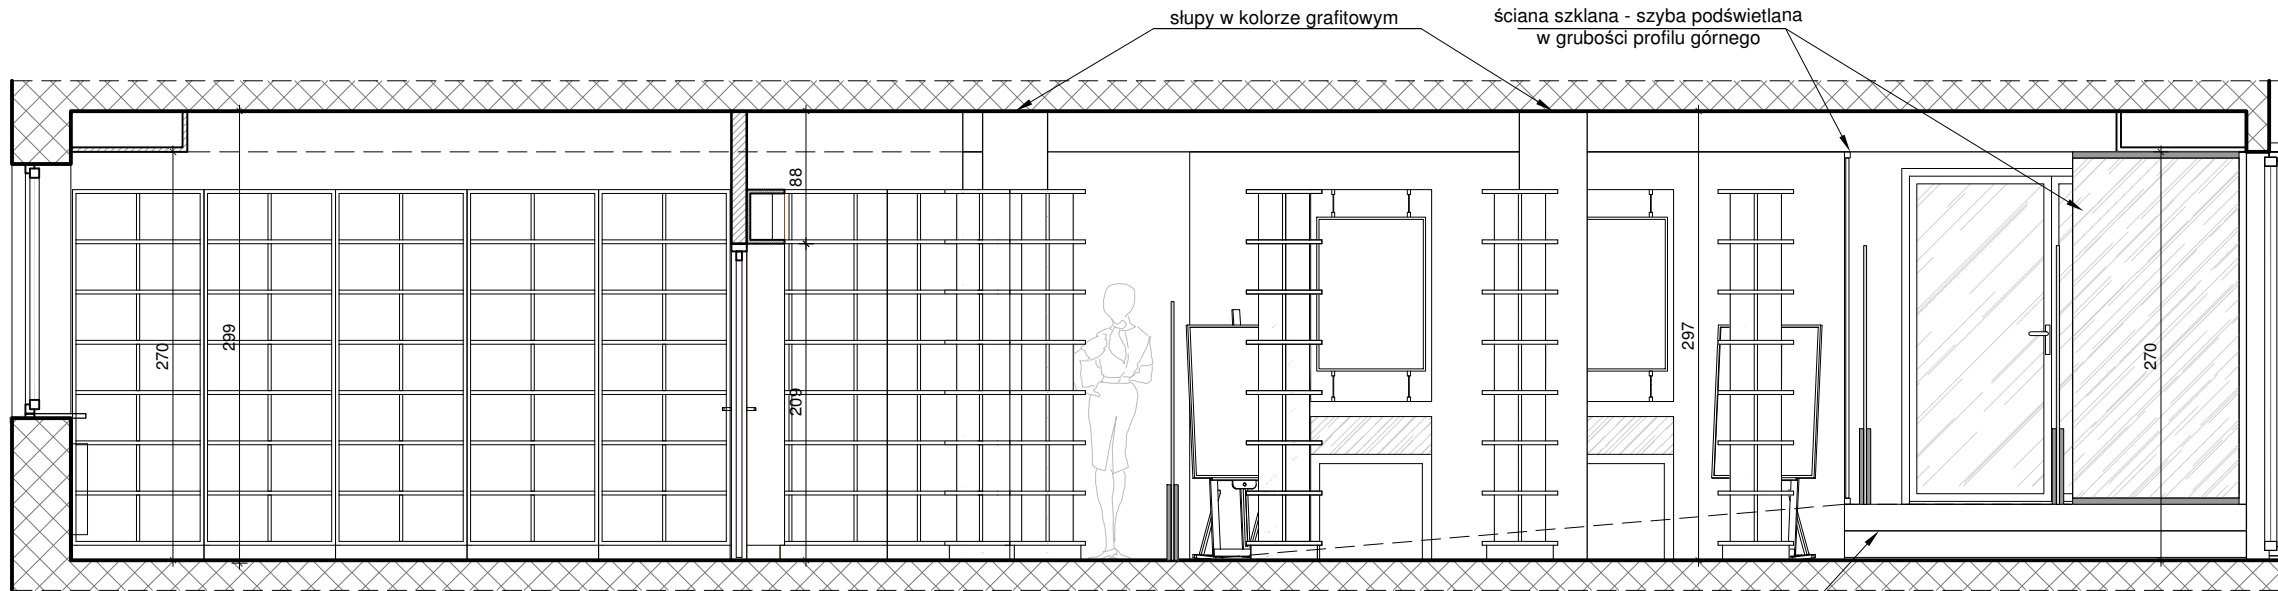 słupy w kolorze grafitowym
ściana szklana - szyba podświetlana
w grubości profilu górnego
88
270
299
297
270
209